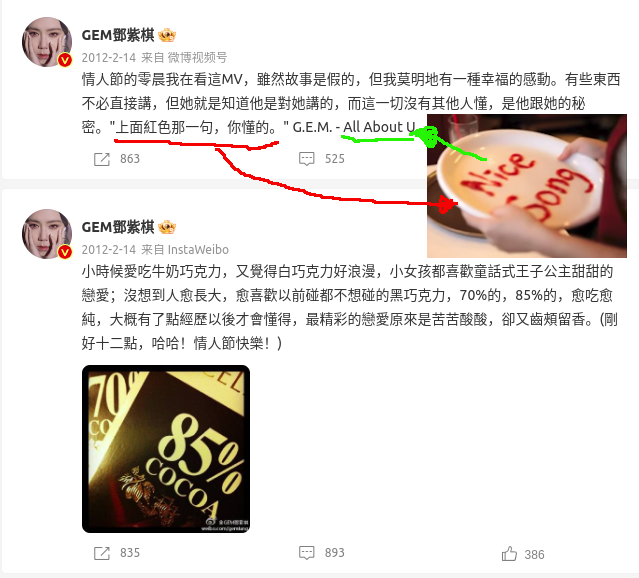 GEM鄧紫棋
2012-2-14 来自 微博视频号
情人節的零晨我在看這MV，雖然故事是假的，但我莫明地有一種幸福的感動。有些東西
不必直接講，但她就是知道他是對她講的，而這一切沒有其他人懂，是他跟她的秘
密。"上面紅色那一句，你懂的。" G.E.M. - All About U
Nice
Song
863
525
GEM鄧紫棋
2012-2-14 来自 InstaWeibo
小時候愛吃牛奶巧克力，又覺得白巧克力好浪漫，小女孩都喜歡童話式王子公主甜甜的
戀愛；沒想到人愈長大，愈喜歡以前碰都不想碰的黑巧克力，70%的，85%的，愈吃愈
純，大概有了點經歷以後才會懂得，最精彩的戀愛原來是苦苦酸酸，卻又齒頰留香。(剛
好十二點，哈哈！情人節快樂！)
70%
85%
COCOA
@GEM鄧紫棋
835
893
386